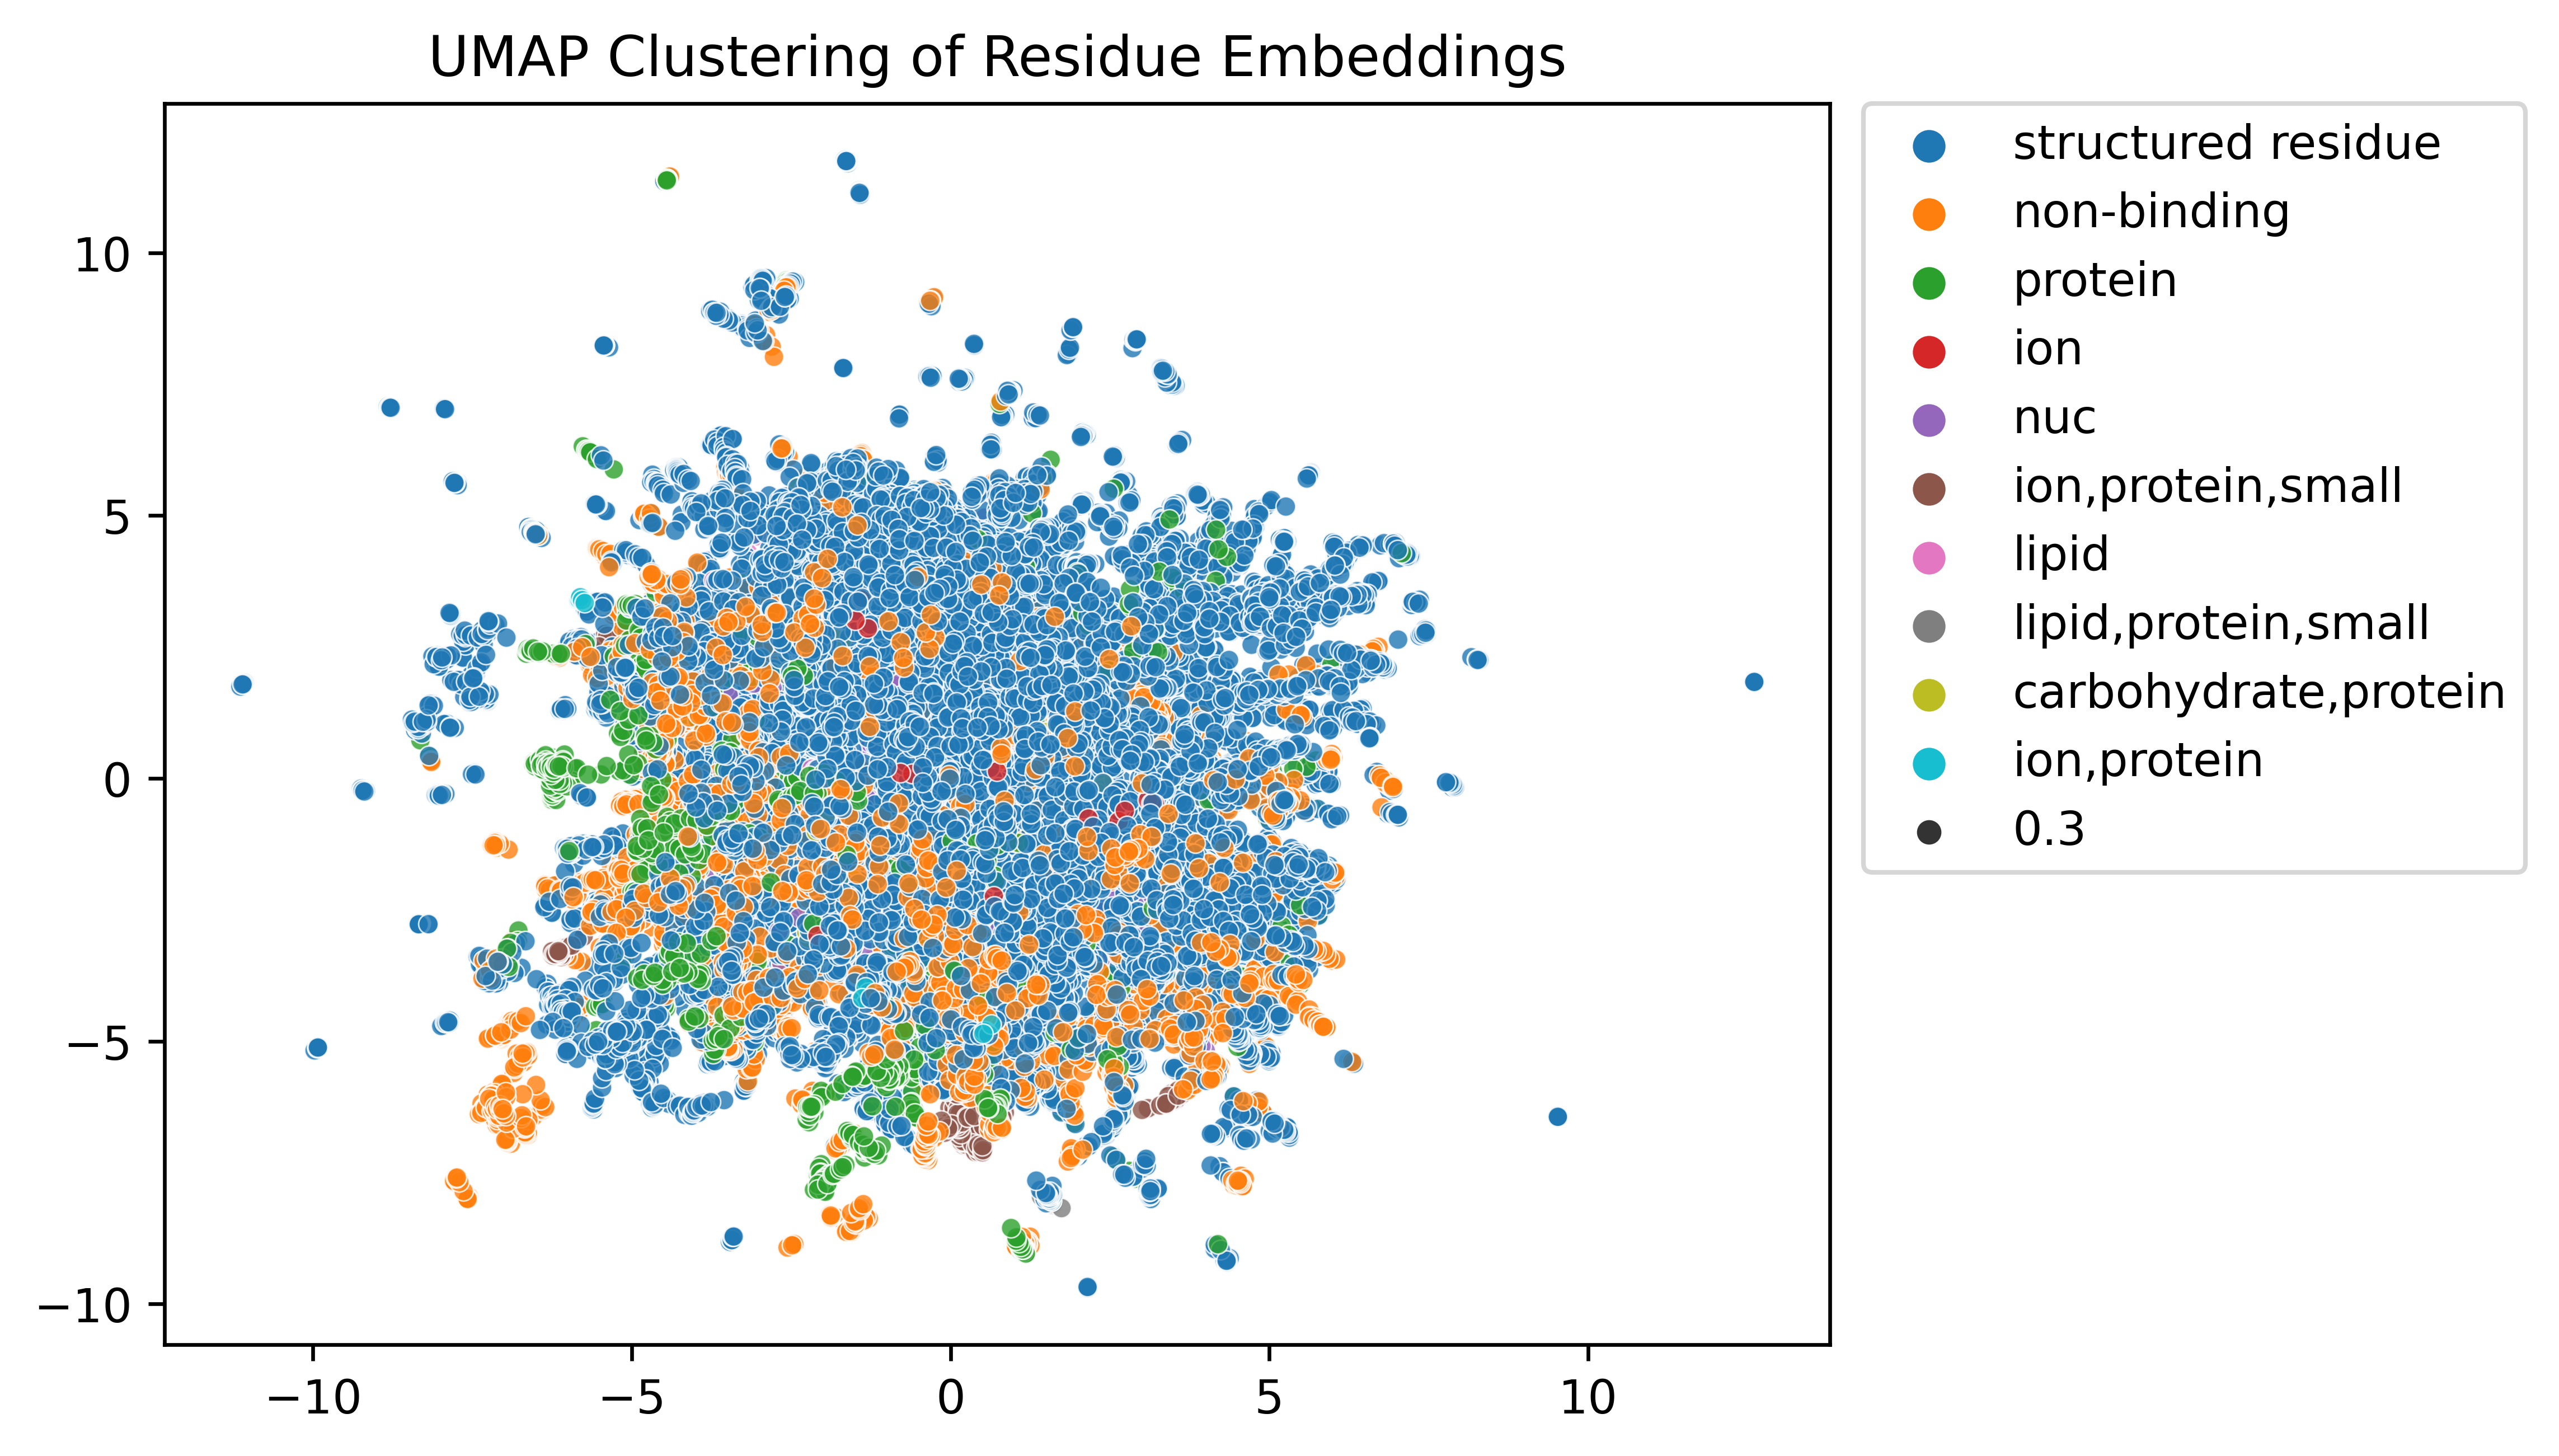 UMAP Clustering of Residue Embeddings
10
5
0
−5
−10
−10
−5
0
5
10
structured residue
non-binding
protein
ion
nuc
ion,protein,small
lipid
lipid,protein,small
carbohydrate,protein
ion,protein
0.3